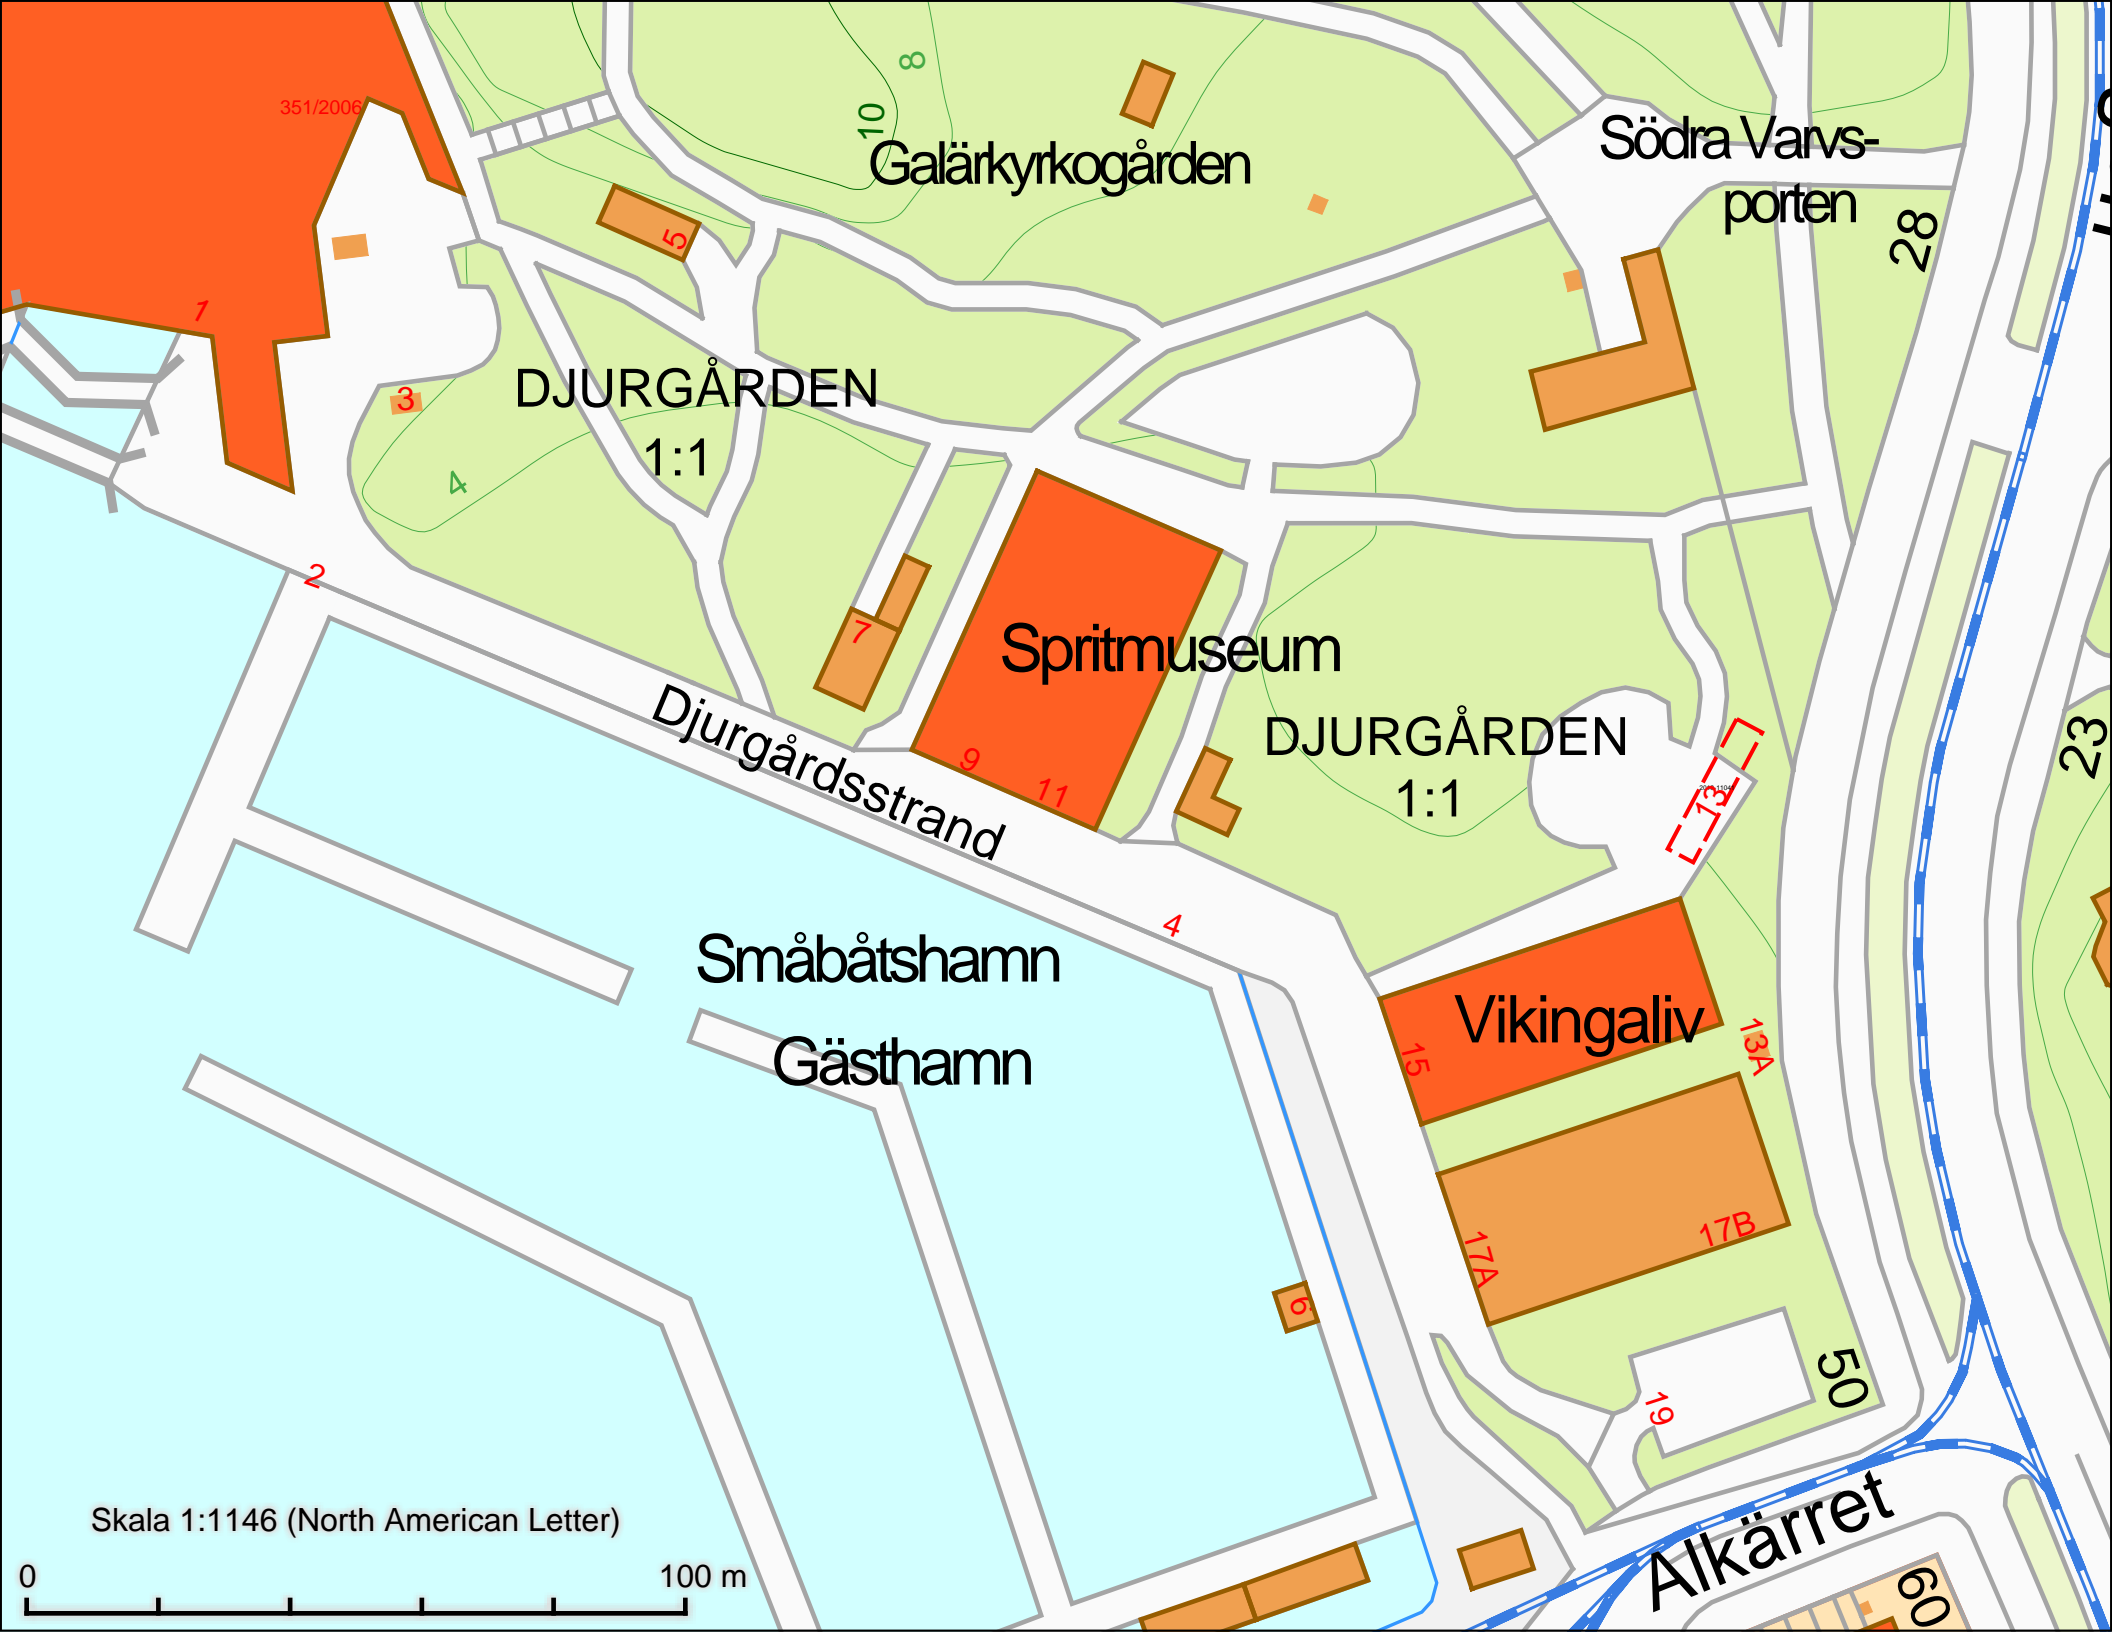 8
10
351/2006
Galärkyrkogården
Södra Varvs-
porten
28
5
1
DJURGÅRDEN
1:1
3
4
2
7
Spritmuseum
Djurgårdsstrand
9
11
DJURGÅRDEN
1:1
23
13
4
Småbåtshamn
Gästhamn
Vikingaliv
15
13A
17A
17B
6
19
50
Alkärret
60
Skala 1:1146 (North American Letter)
0
100 m